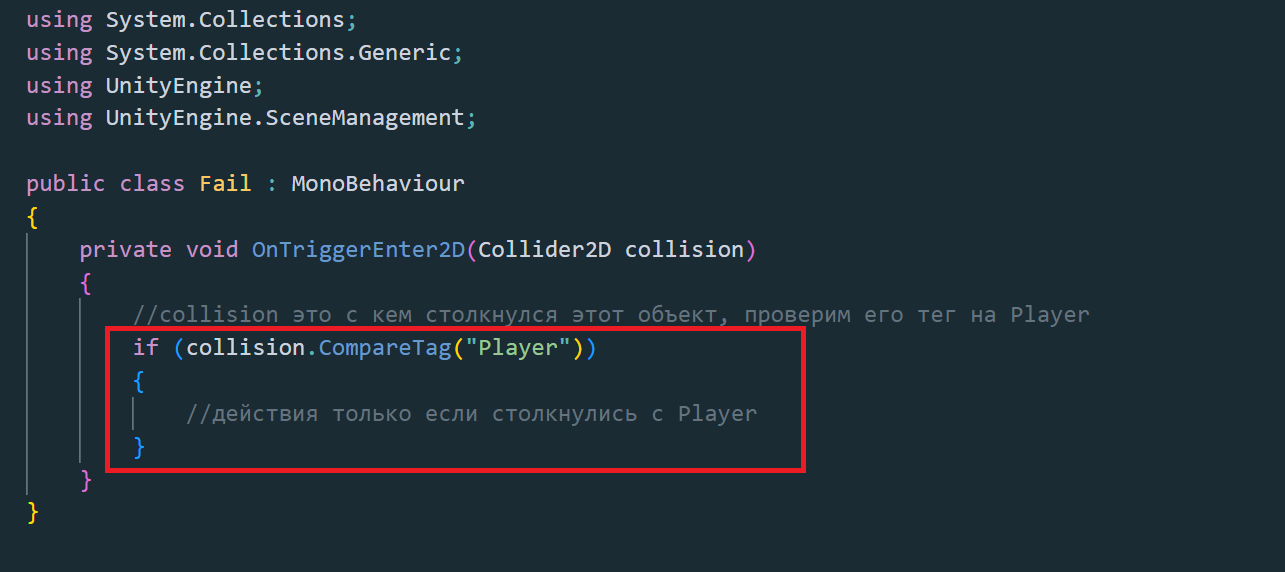 using System.Collections;
using System.Collections.Generic;
using UnityEngine;
using UnityEngine.SceneManagement;
public class Fail : MonoBehaviour
{
private void OnTriggerEnter2D(Collider2D collision)
{
//collision это с кем столкнулся этот объект, проверим его тег на Player
if (collision.CompareTag("Player"))
{
//действия только если столкнулись с Player
}
}
}